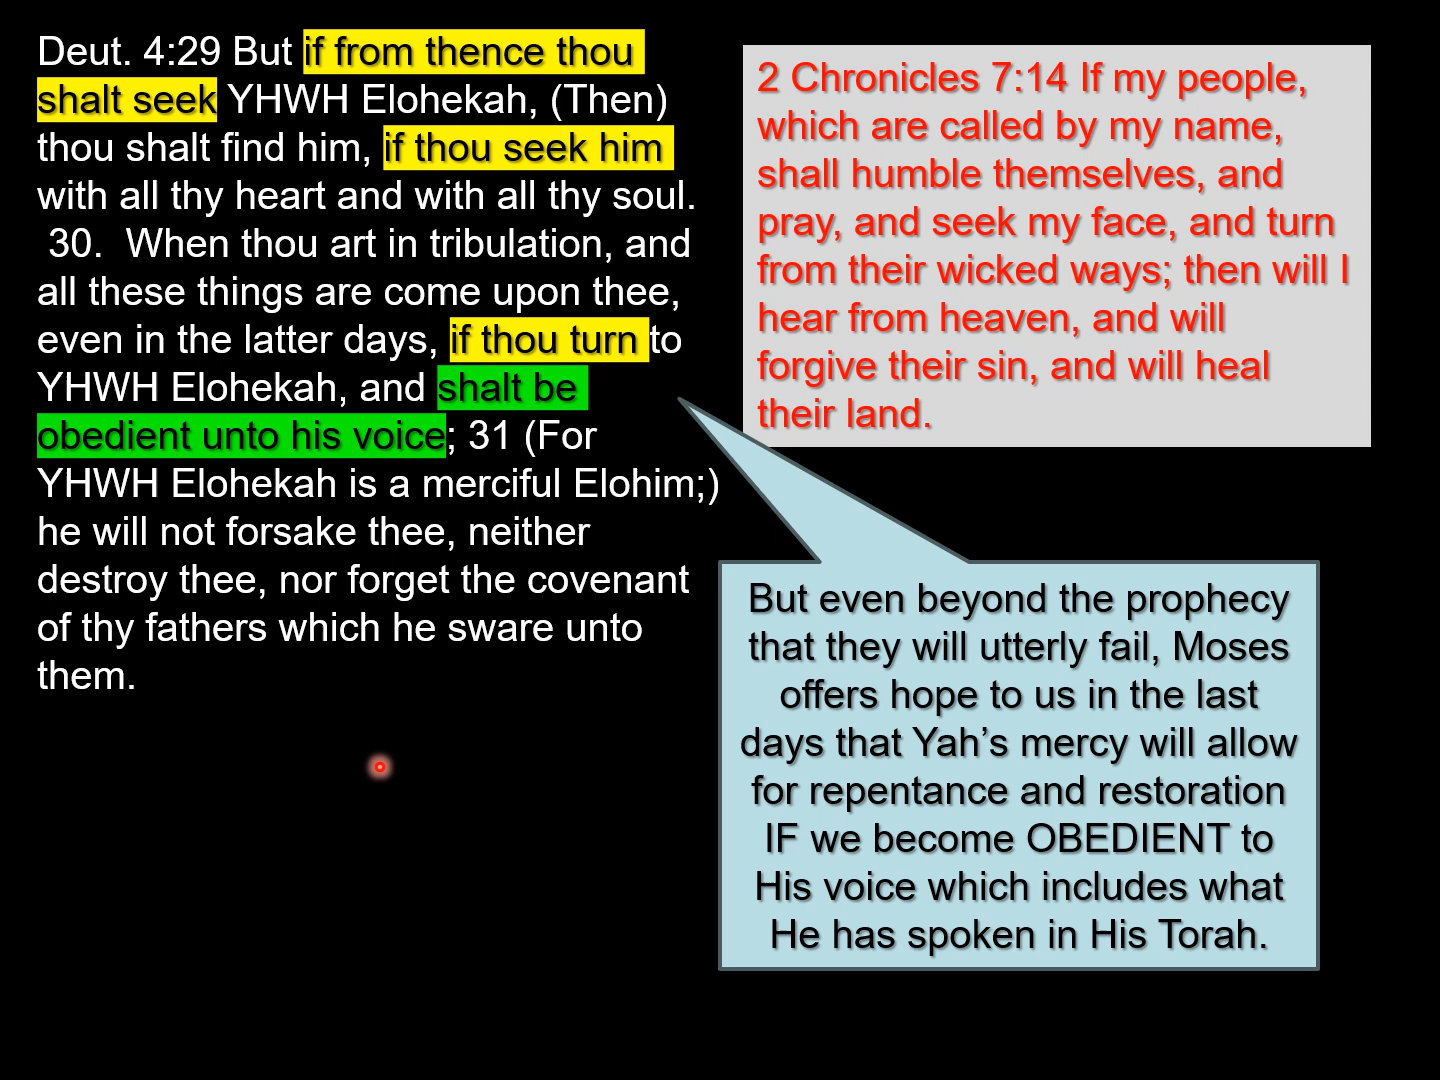 Deut. 4:29 But if from thence thou
shalt seek YHWH Elohekah, (Then)
thou shalt find him, if thou seek him
with all thy heart and with all thy soul.
30.  When thou art in tribulation, and
all these things are come upon thee,
even in the latter days, if thou turn to
YHWH Elohekah, and shalt be
obedient unto his voice; 31 (For
YHWH Elohekah is a merciful Elohim;)
he will not forsake thee, neither
destroy thee, nor forget the covenant
of thy fathers which he sware unto
them.
2 Chronicles 7:14 If my people,
which are called by my name,
shall humble themselves, and
pray, and seek my face, and turn
from their wicked ways; then will I
hear from heaven, and will
forgive their sin, and will heal
their land.
But even beyond the prophecy
that they will utterly fail, Moses
offers hope to us in the last
days that Yah’s mercy will allow
for repentance and restoration
IF we become OBEDIENT to
His voice which includes what
He has spoken in His Torah.